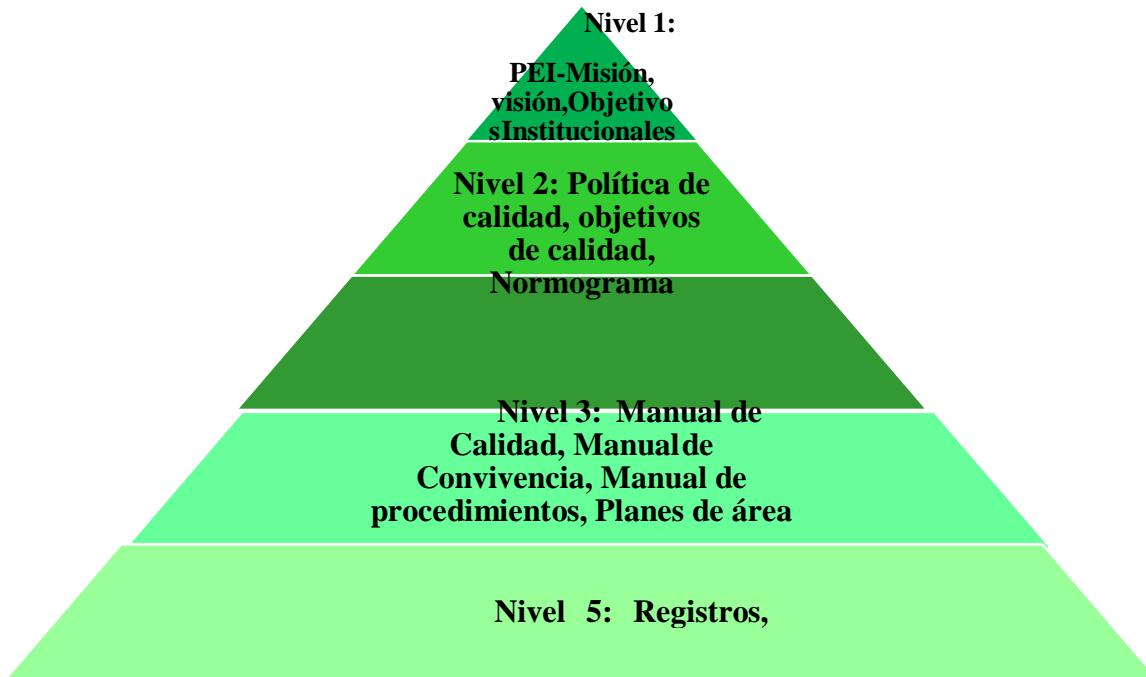 Nivel 1:
PEI-Misión,
visión,Objetivo
sInstitucionales
Nivel 2: Política de
calidad, objetivos
de calidad,
Normograma
Nivel 3: Manual de
Calidad, Manualde
Convivencia, Manual de
procedimientos, Planes de área
Nivel 5: Registros,